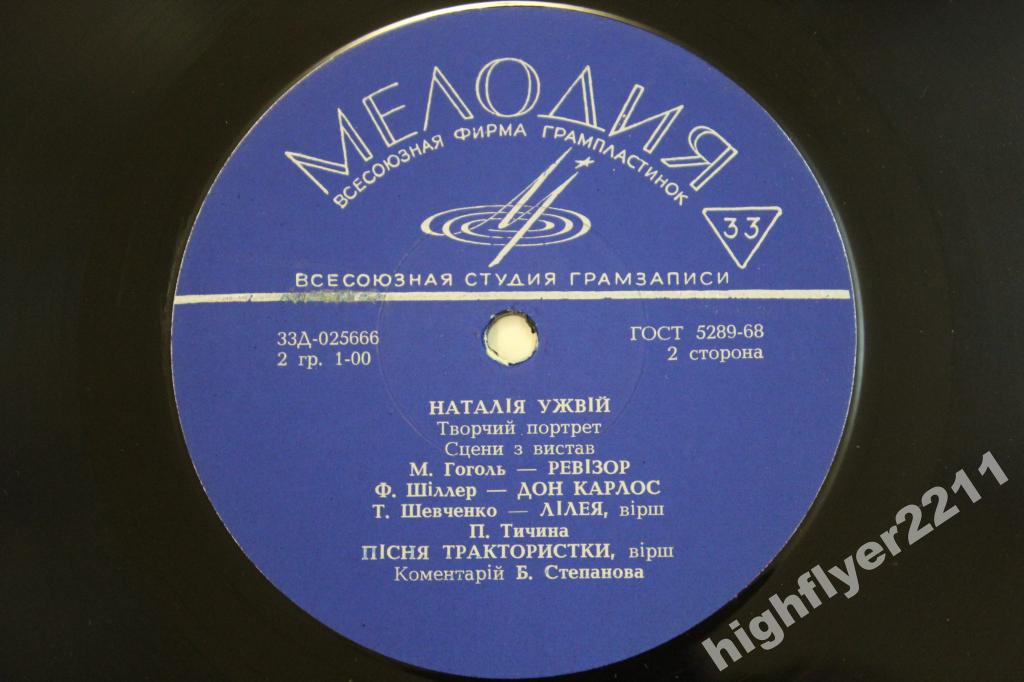 МЕЛОДИЯ
ВСЕСОЮЗНАЯ ФИРМА ГРАМПЛАСТИНОК
33
ВСЕСОЮЗНАЯ СТУДИЯ ГРАМЗАПИСИ
33Д-025666
2 гр. 1-00
ГОСТ 5289-68
2 сторона
НАТАЛІЯ УЖВІЙ
Творчий портрет
Сцени з вистав
М. Гоголь — РЕВІЗОР
Ф. Шіллер — ДОН КАРЛОС
Т. Шевченко — ЛІЛЕЯ, вірш
П. Тичина
ПІСНЯ ТРАКТОРИСТКИ, вірш
Коментарій Б. Степанова
highflyer2211